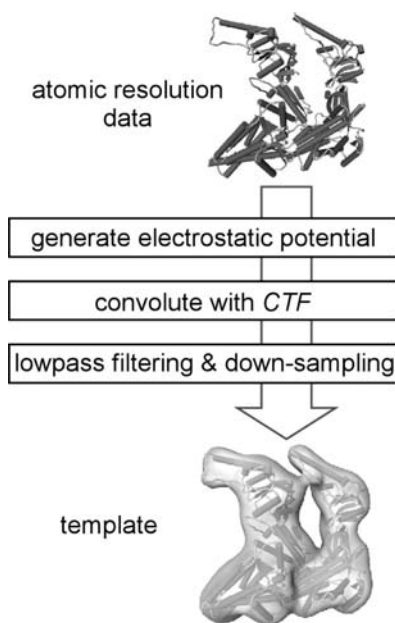 atomic resolution
data
generate electrostatic potential
convolute with CTF
lowpass filtering & down-sampling
template